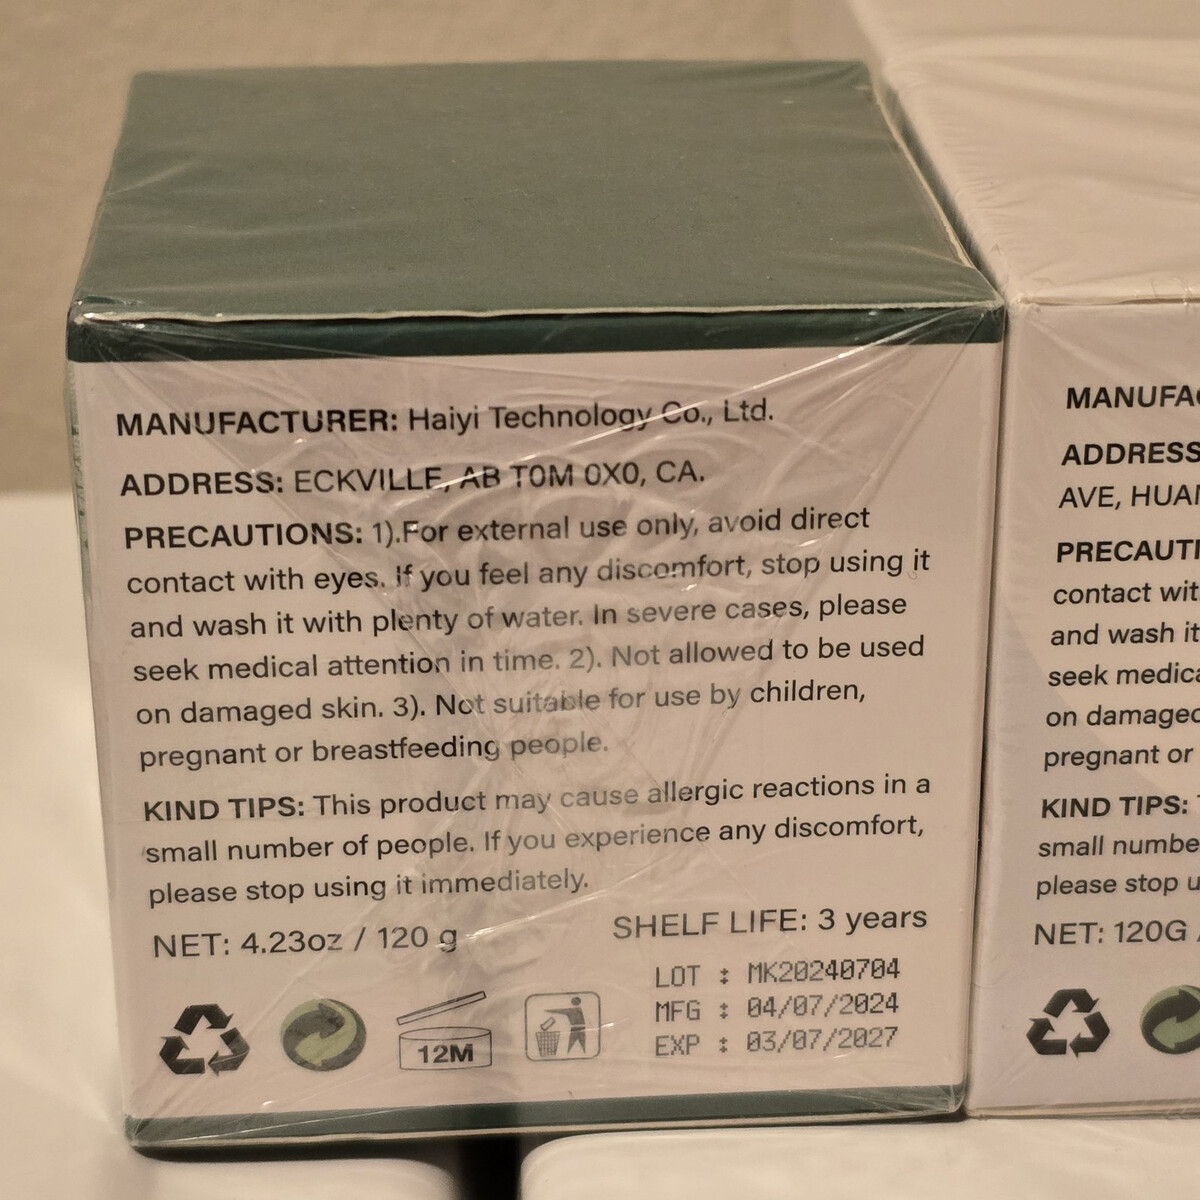 MANUFACTURER: Haiyi Technology Co., Ltd.
ADDRESS: ECKVILLE, AB T0M 0X0, CA.
PRECAUTIONS: 1).For external use only, avoid direct
contact with eyes. If you feel any discomfort, stop using it
and wash it with plenty of water. In severe cases, please
seek medical attention in time. 2). Not allowed to be used
on damaged skin. 3). Not suitable for use by children,
pregnant or breastfeeding people.
KIND TIPS: This product may cause allergic reactions in a
small number of people. If you experience any discomfort,
please stop using it immediately.
NET: 4.23oz / 120 g
SHELF LIFE: 3 years
LOT : MK20240704
MFG : 04/07/2024
EXP : 03/07/2027
12M
MANUFAC
ADDRESS
AVE, HUAN
PRECAUTI
contact wit
and wash it
seek medica
on damaged
pregnant or
KIND TIPS:
small numbe
please stop u
NET: 120G /